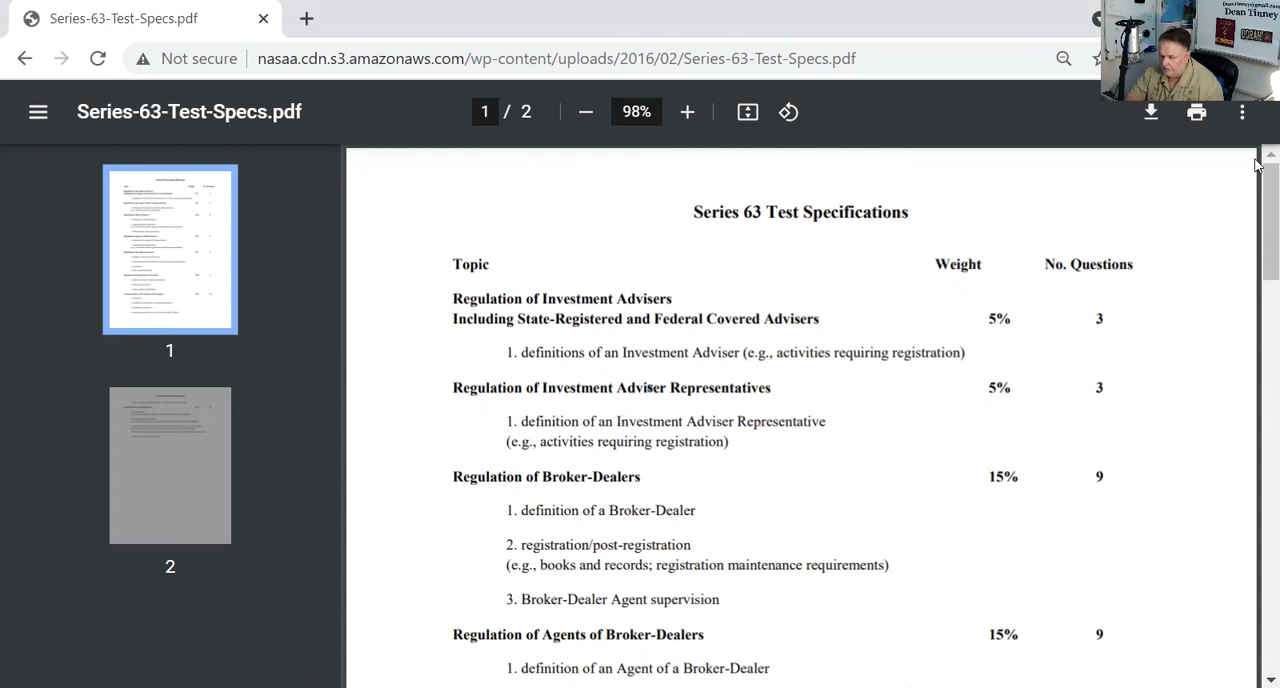 Series-63-Test-Specs.pdf
Not secure
nasaa.cdn.s3.amazonaws.com/wp-content/uploads/2016/02/Series-63-Test-Specs.pdf
Dean Tinney
Series-63-Test-Specs.pdf
1 / 2
98%
1
2
Series 63 Test Specifications
Topic Weight No. Questions
Regulation of Investment Advisers
Including State-Registered and Federal Covered Advisers 5% 3
1. definitions of an Investment Adviser (e.g., activities requiring registration)
Regulation of Investment Adviser Representatives 5% 3
1. definition of an Investment Adviser Representative
(e.g., activities requiring registration)
Regulation of Broker-Dealers 15% 9
1. definition of a Broker-Dealer
2. registration/post-registration
(e.g., books and records; registration maintenance requirements)
3. Broker-Dealer Agent supervision
Regulation of Agents of Broker-Dealers 15% 9
1. definition of an Agent of a Broker-Dealer